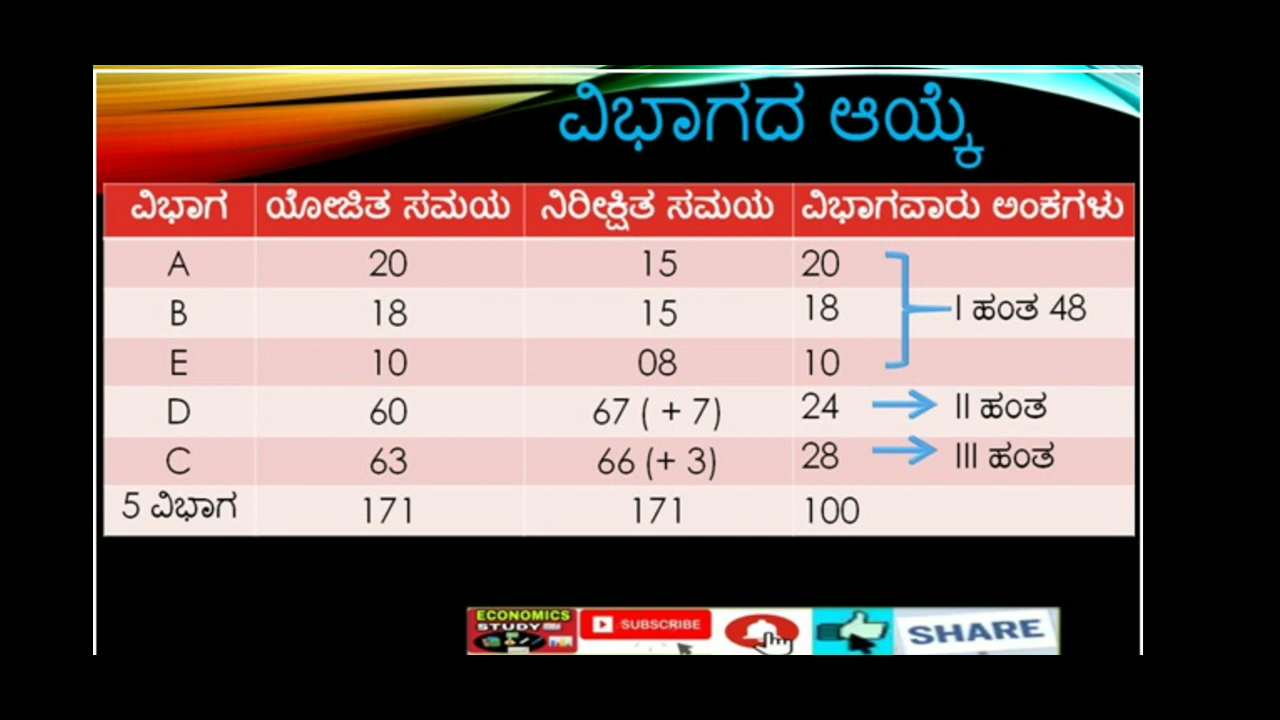 ವಿಭಾಗದ ಆಯ್ಕೆ
ವಿಭಾಗ ಯೋಜಿತ ಸಮಯ ನಿರೀಕ್ಷಿತ ಸಮಯ ವಿಭಾಗವಾರು ಅಂಕಗಳು
A 20 15 20
B 18 15 18 I ಹಂತ 48
E 10 08 10
D 60 67 ( + 7) 24 II ಹಂತ
C 63 66 (+ 3) 28 III ಹಂತ
5 ವಿಭಾಗ 171 171 100
ECONOMICS
STUDY
SUBSCRIBE
SHARE